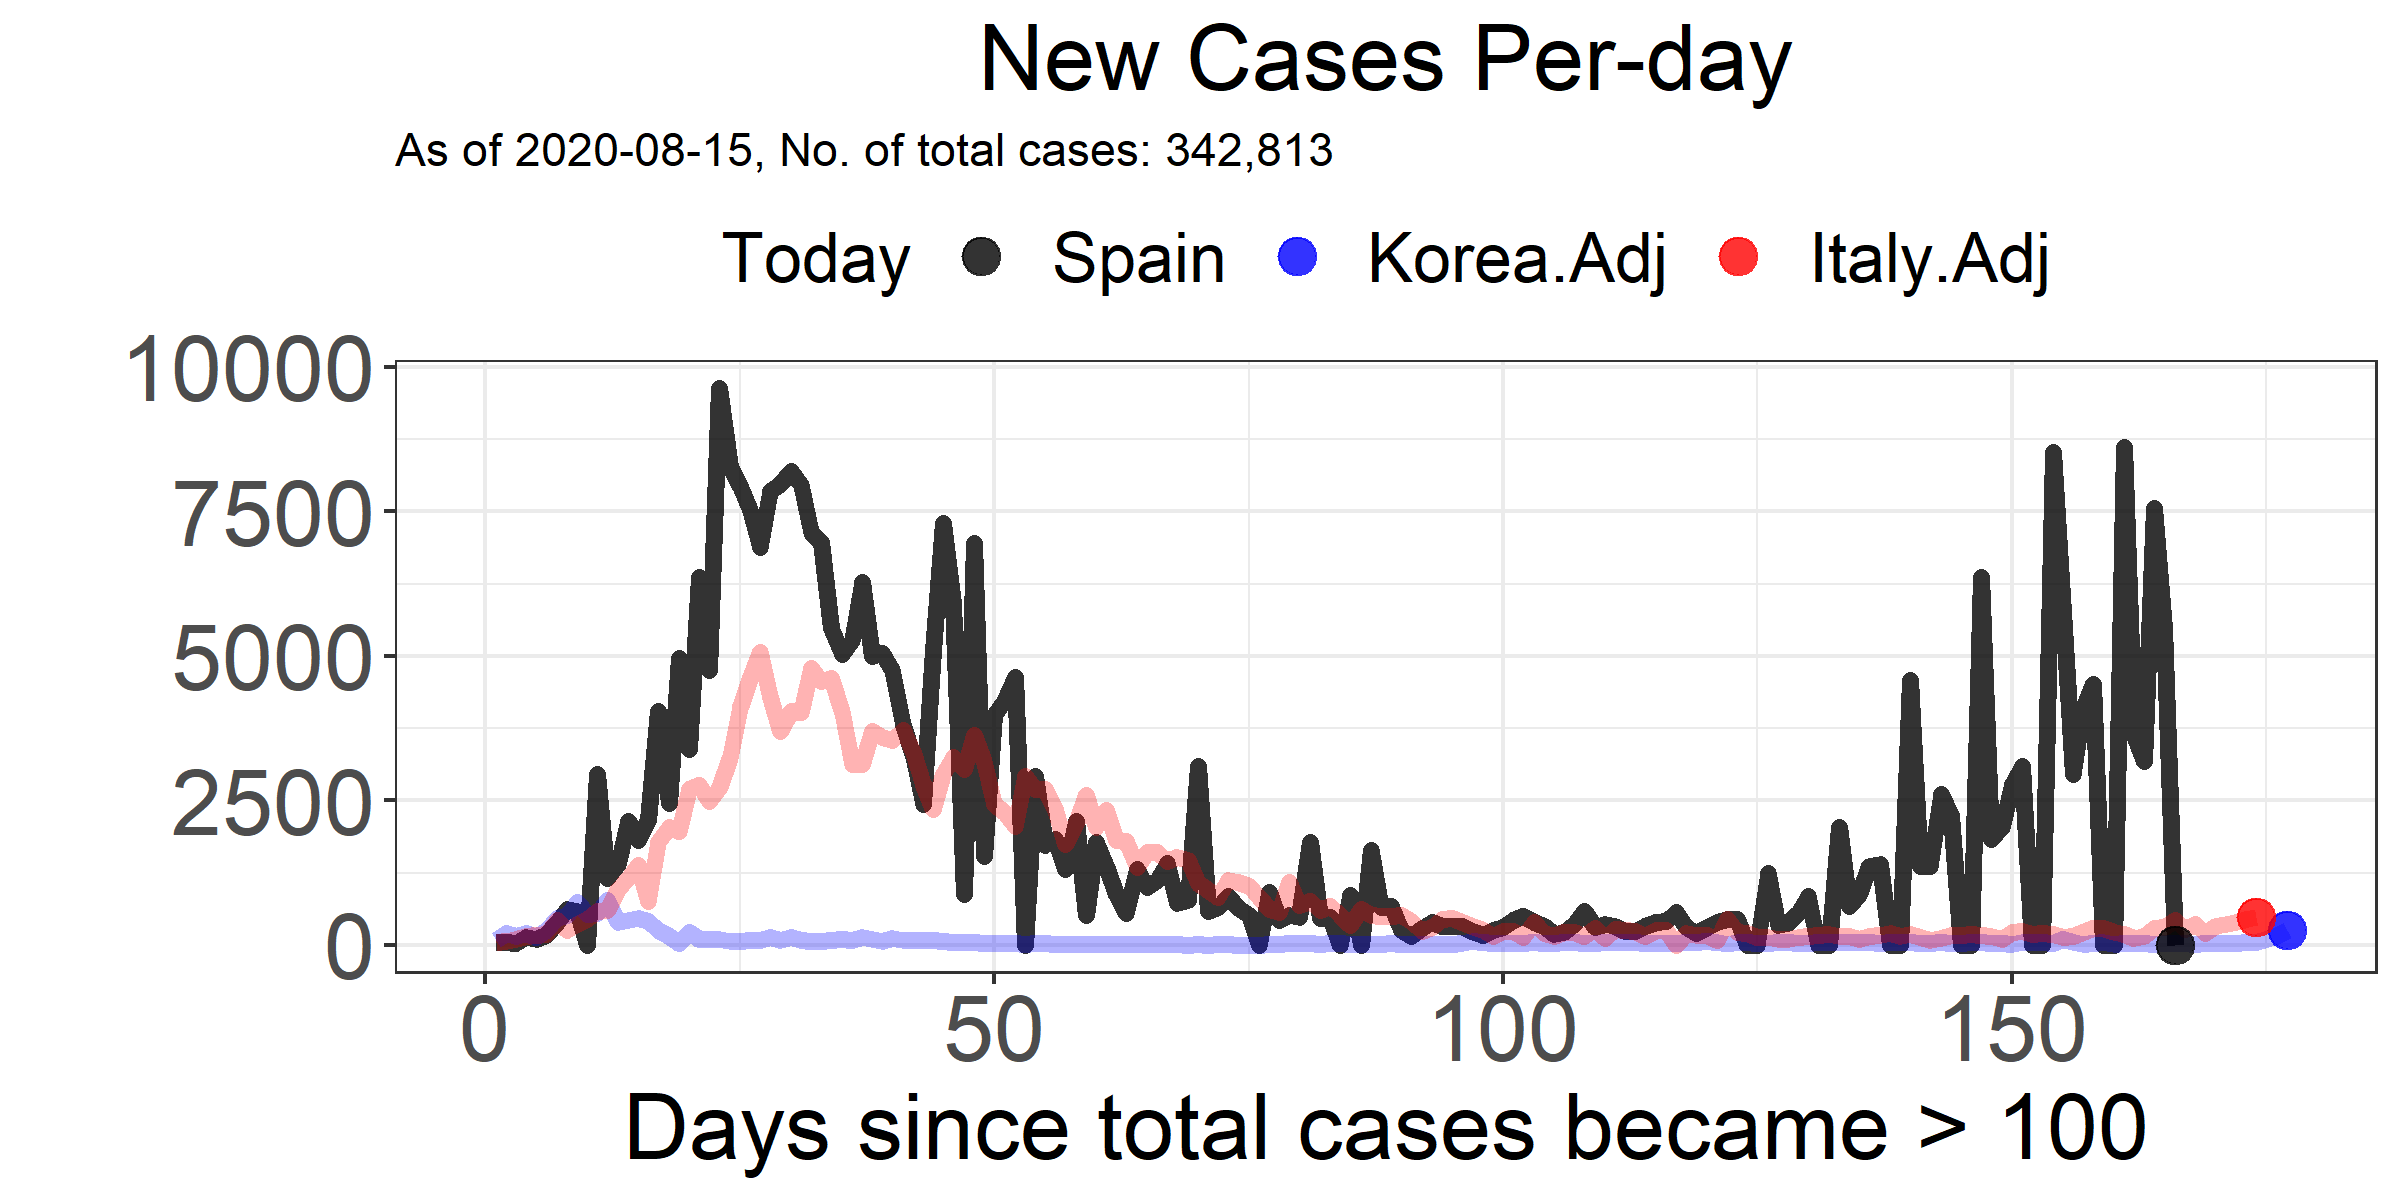 New Cases Per-day
As of 2020-08-15, No. of total cases: 342,813
Today Spain Korea.Adj Italy.Adj
10000
7500
5000
2500
0
0 50 100 150
Days since total cases became > 100